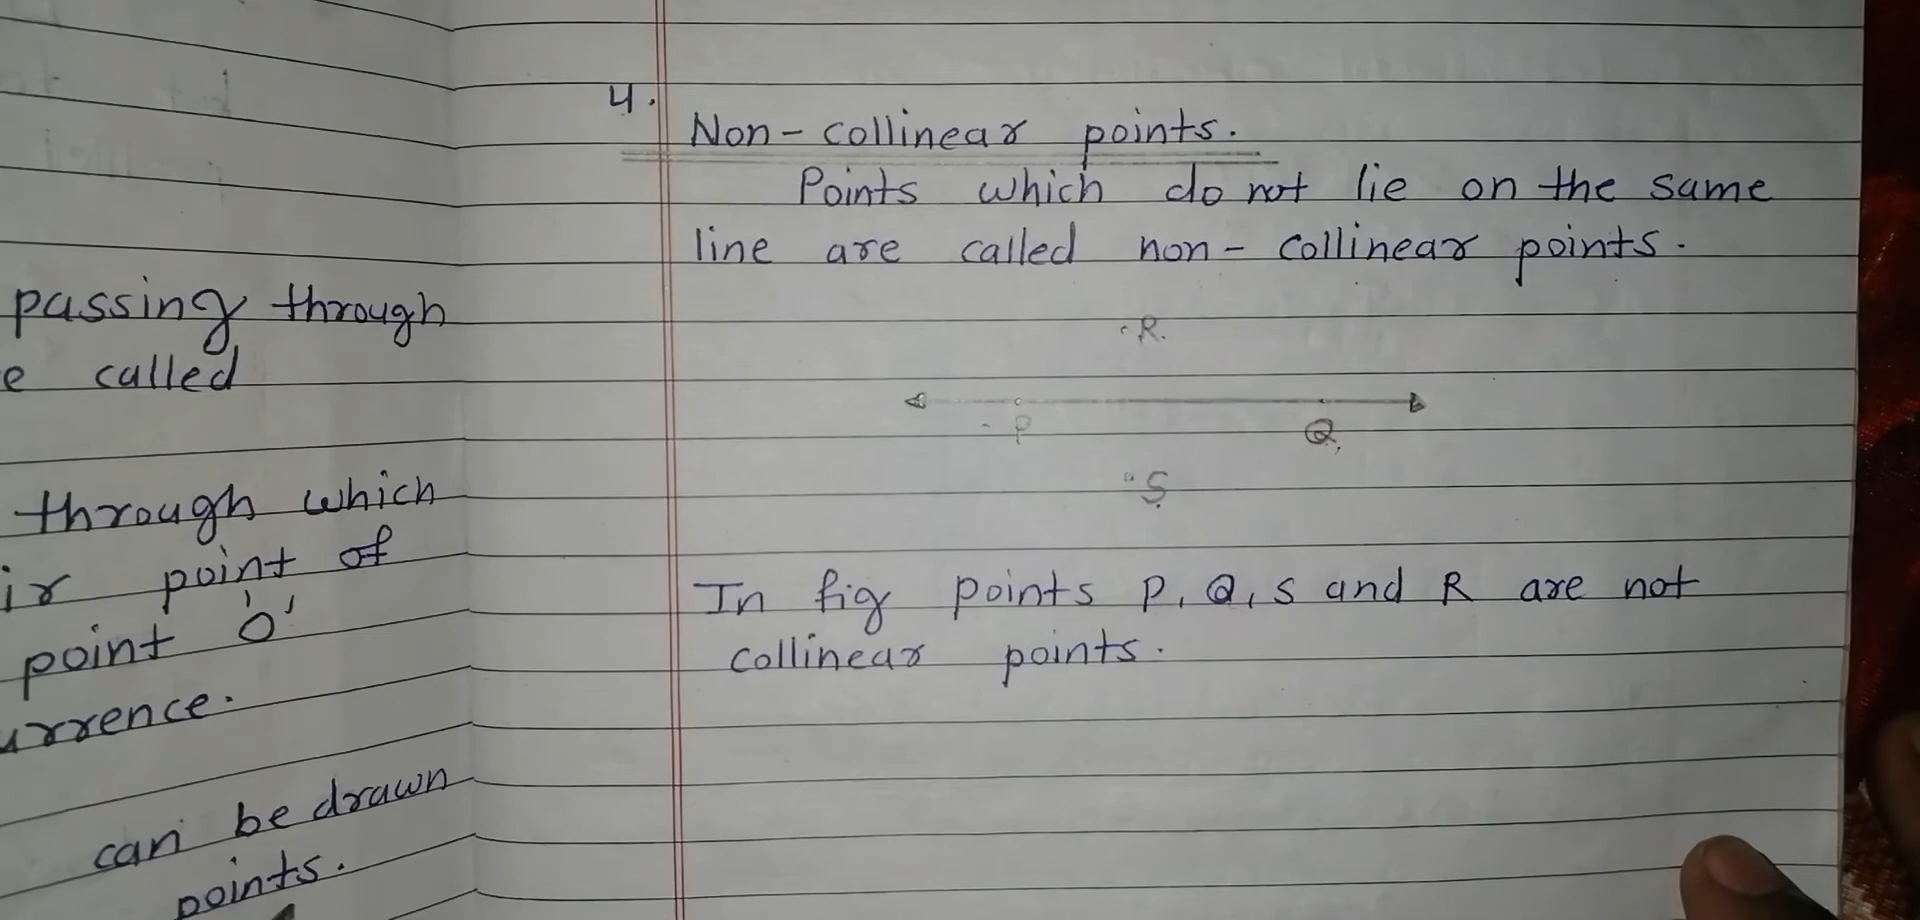 passing through
e called
through which
ir point of
point 'O'
urrence.
can be drawn
points.
4.
Non-collinear points.
Points which do not lie on the same
line are called non-collinear points.
R.
P
Q
S
In fig points P, Q, S and R are not
collinear points.